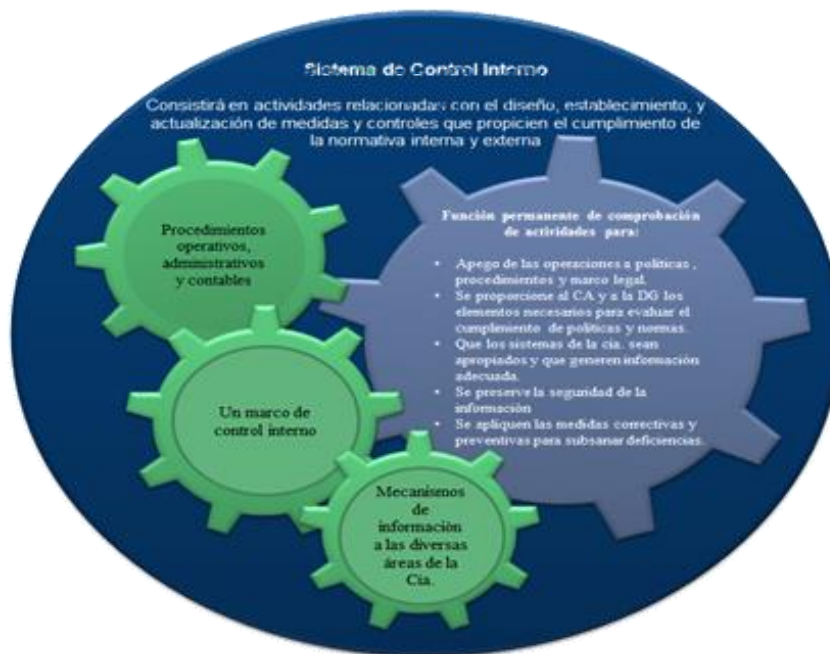 Sistema de Control Interno
Consistirá en actividades relacionadas con el diseño, establecimiento, y
actualización de medidas y controles que propicien el cumplimiento de
la normativa interna y externa
Procedimientos
operativos,
administrativos
y contables
Un marco de
control interno
Mecanismos
de
información
a las diversas
áreas de la
Cia.
Función permanente de comprobación
de actividades para:
• Apego de las operaciones a políticas ,
procedimientos y marco legal.
• Se proporcione al CA y a la DG los
elementos necesarios para evaluar el
cumplimiento de políticas y normas.
• Que los sistemas de la cia. sean
apropiados y que generen información
adecuada.
• Se preserve la seguridad de la
información
• Se apliquen las medidas correctivas y
preventivas para subsanar deficiencias.